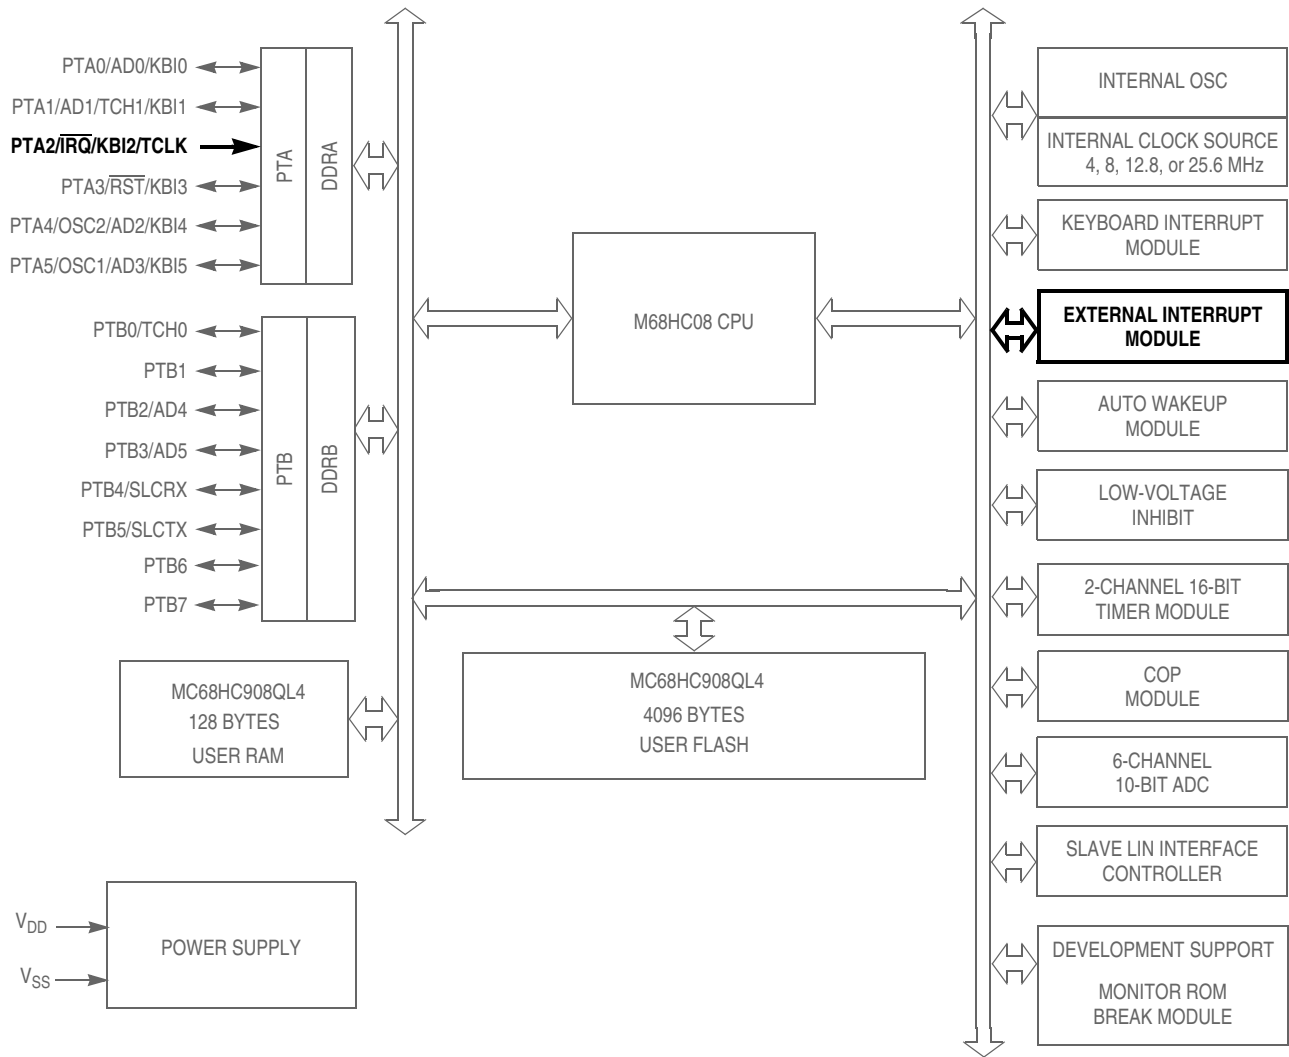 PTA0/AD0/KBI0
PTA1/AD1/TCH1/KBI1
PTA2/IRQ/KBI2/TCLK
PTA3/RST/KBI3
PTA4/OSC2/AD2/KBI4
PTA5/OSC1/AD3/KBI5
PTA
DDRA
PTB0/TCH0
PTB1
PTB2/AD4
PTB3/AD5
PTB4/SLCRX
PTB5/SLCTX
PTB6
PTB7
PTB
DDRB
MC68HC908QL4
128 BYTES
USER RAM
VDD
VSS
POWER SUPPLY
M68HC08 CPU
MC68HC908QL4
4096 BYTES
USER FLASH
INTERNAL OSC
INTERNAL CLOCK SOURCE
4, 8, 12.8, or 25.6 MHz
KEYBOARD INTERRUPT
MODULE
EXTERNAL INTERRUPT
MODULE
AUTO WAKEUP
MODULE
LOW-VOLTAGE
INHIBIT
2-CHANNEL 16-BIT
TIMER MODULE
COP
MODULE
6-CHANNEL
10-BIT ADC
SLAVE LIN INTERFACE
CONTROLLER
DEVELOPMENT SUPPORT
MONITOR ROM
BREAK MODULE